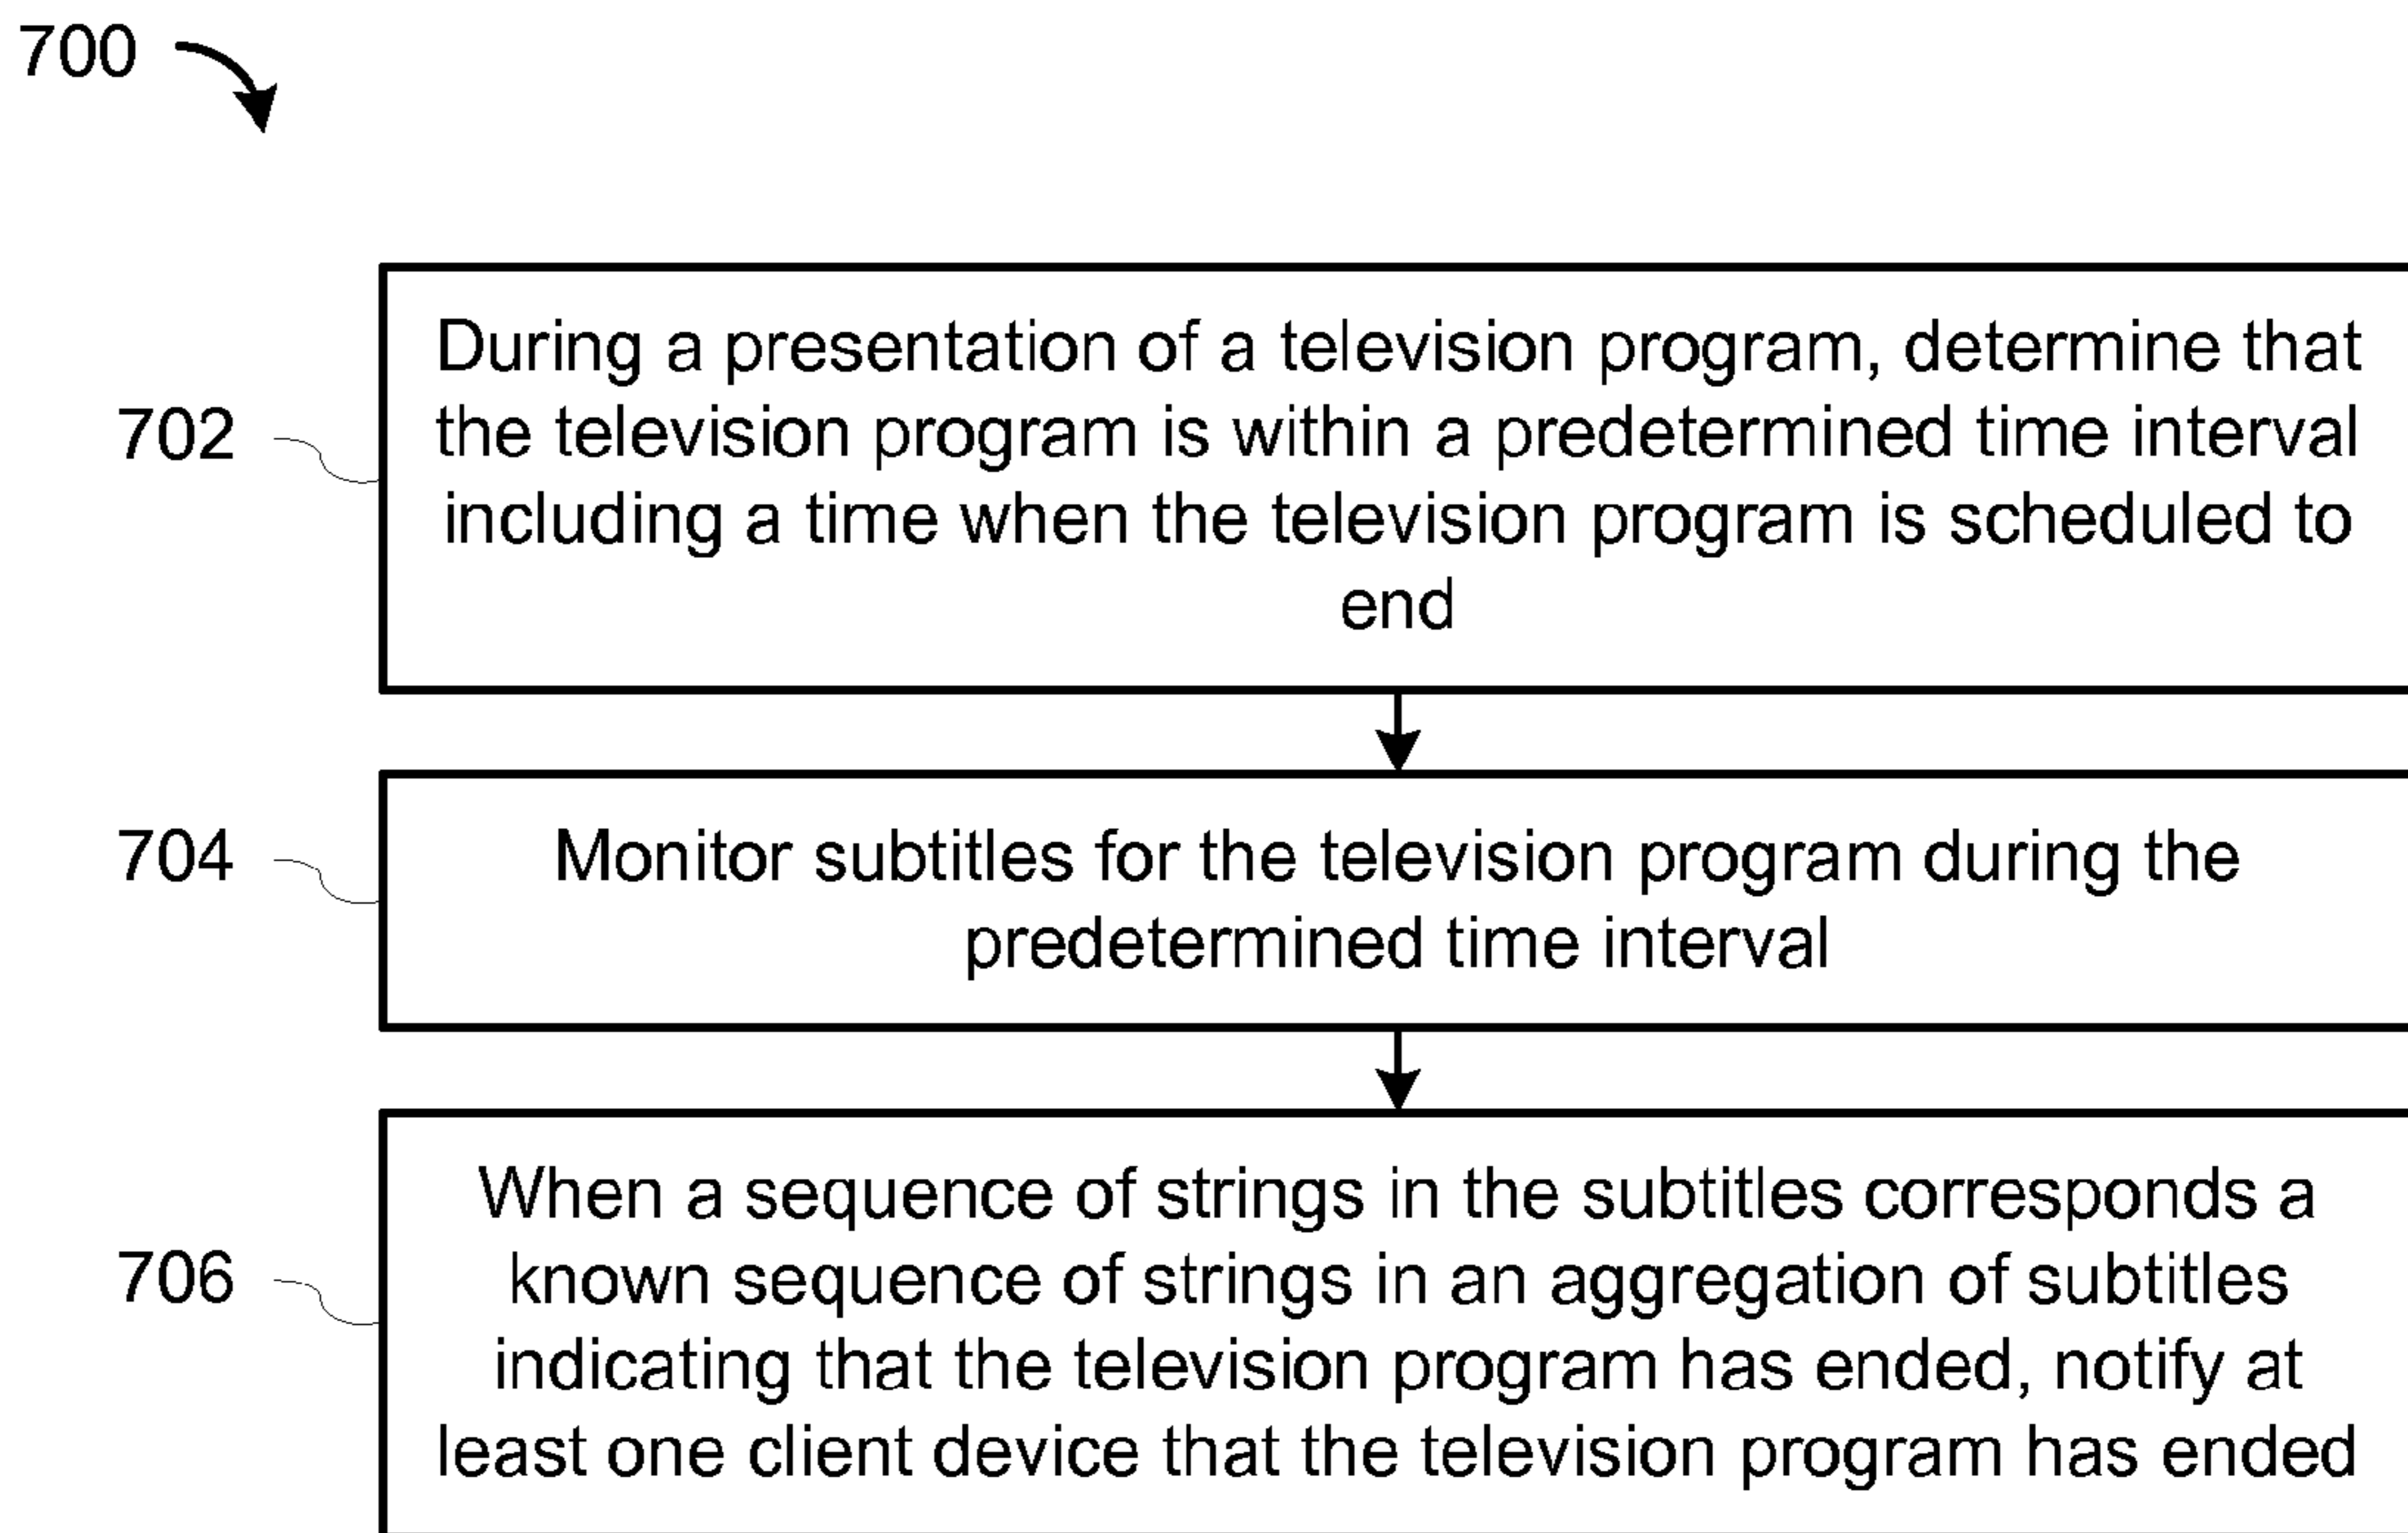 700
702
During a presentation of a television program, determine that
the television program is within a predetermined time interval
including a time when the television program is scheduled to
end
704
Monitor subtitles for the television program during the
predetermined time interval
706
When a sequence of strings in the subtitles corresponds a
known sequence of strings in an aggregation of subtitles
indicating that the television program has ended, notify at
least one client device that the television program has ended